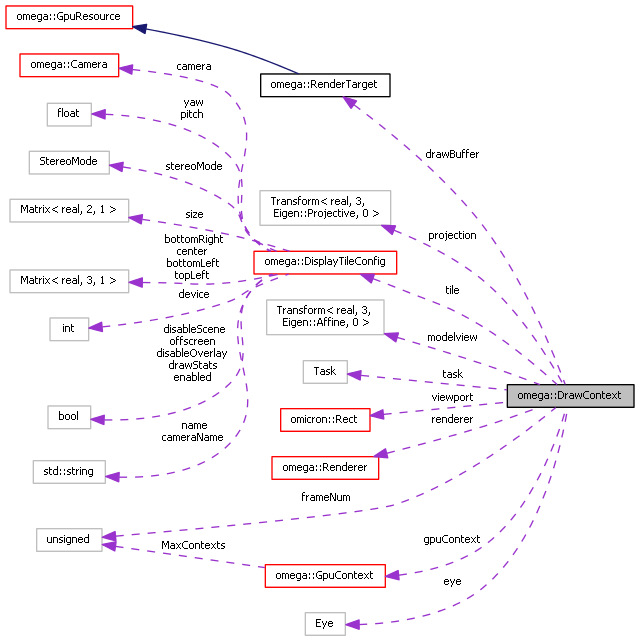 omega::GpuResource
omega::Camera
camera
omega::RenderTarget
yaw
pitch
float
drawBuffer
StereoMode
stereoMode
Transform< real, 3,
Eigen::Projective, 0 >
Matrix< real, 2, 1 >
size
projection
bottomRight
center
bottomLeft
topLeft
omega::DisplayTileConfig
Matrix< real, 3, 1 >
tile
device
Transform< real, 3,
Eigen::Affine, 0 >
int
disableScene
offscreen
disableOverlay
drawStats
enabled
modelview
Task
task
omega::DrawContext
viewport
bool
omicron::Rect
renderer
name
cameraName
std::string
omega::Renderer
frameNum
unsigned
MaxContexts
gpuContext
omega::GpuContext
eye
Eye